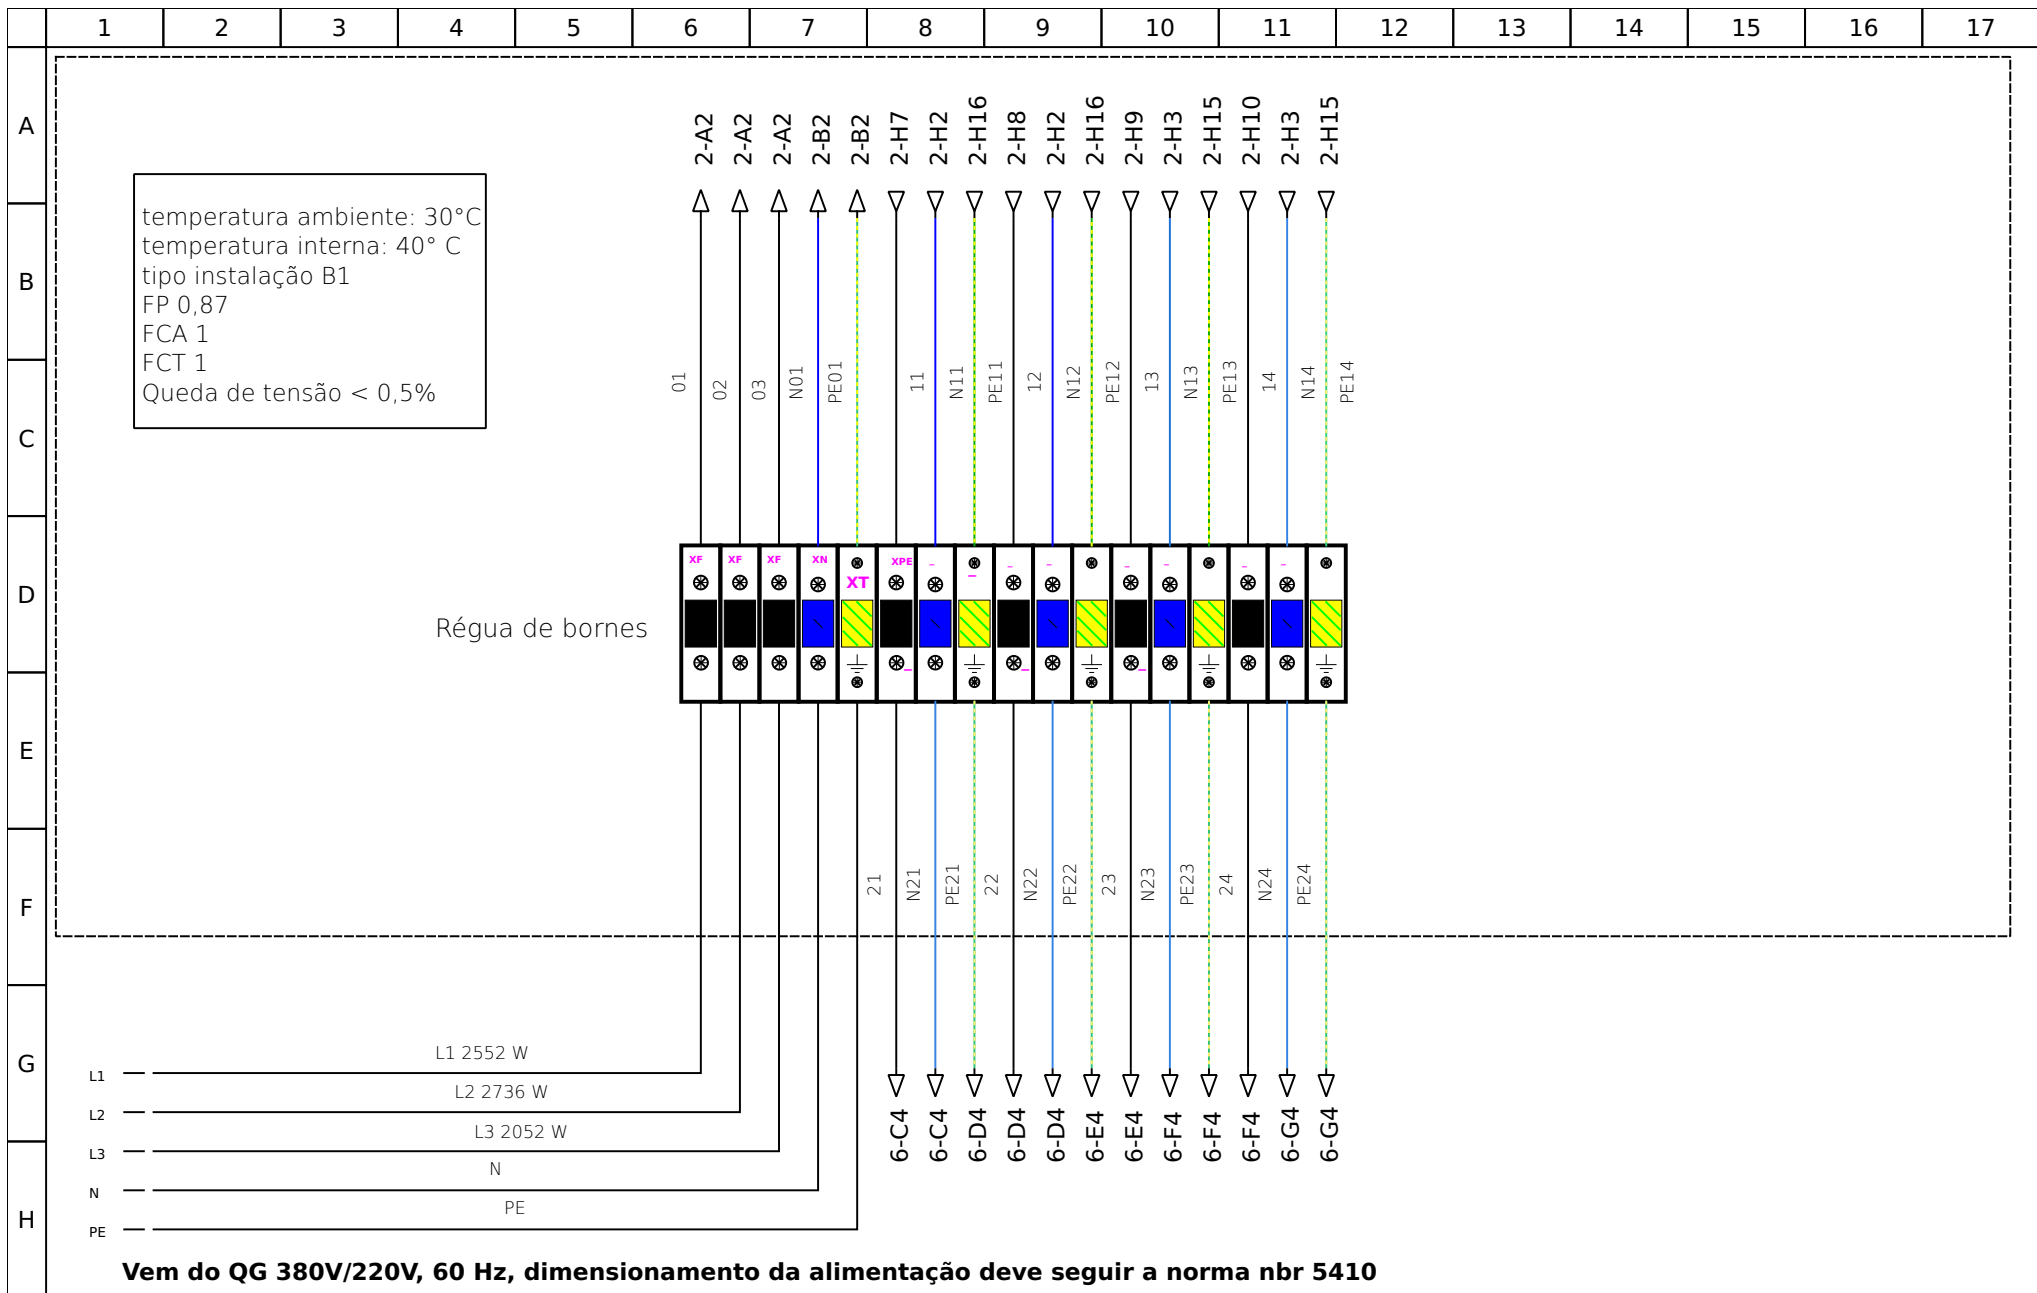 1 2 3 4 5 6 7 8 9 10 11 12 13 14 15 16 17
A
B
C
D
E
F
G
H
2-A2 2-A2 2-A2 2-B2 2-B2 2-H7 2-H2 2-H16 2-H8 2-H2 2-H16 2-H9 2-H3 2-H15 2-H10 2-H3 2-H15
temperatura ambiente: 30°C
temperatura interna: 40° C
tipo instalação B1
FP 0,87
FCA 1
FCT 1
Queda de tensão < 0,5%
01 02 03 N01 PE01 11 N11 PE11 12 N12 PE12 13 N13 PE13 14 N14 PE14
XF XF XF XN XT XPE
Régua de bornes
21 N21 PE21 22 N22 PE22 23 N23 PE23 24 N24 PE24
L1 L1 2552 W
L2 L2 2736 W
L3 L3 2052 W
N N
PE PE
6-C4 6-C4 6-D4 6-D4 6-D4 6-E4 6-E4 6-F4 6-F4 6-F4 6-G4 6-G4
Vem do QG 380V/220V, 60 Hz, dimensionamento da alimentação deve seguir a norma nbr 5410